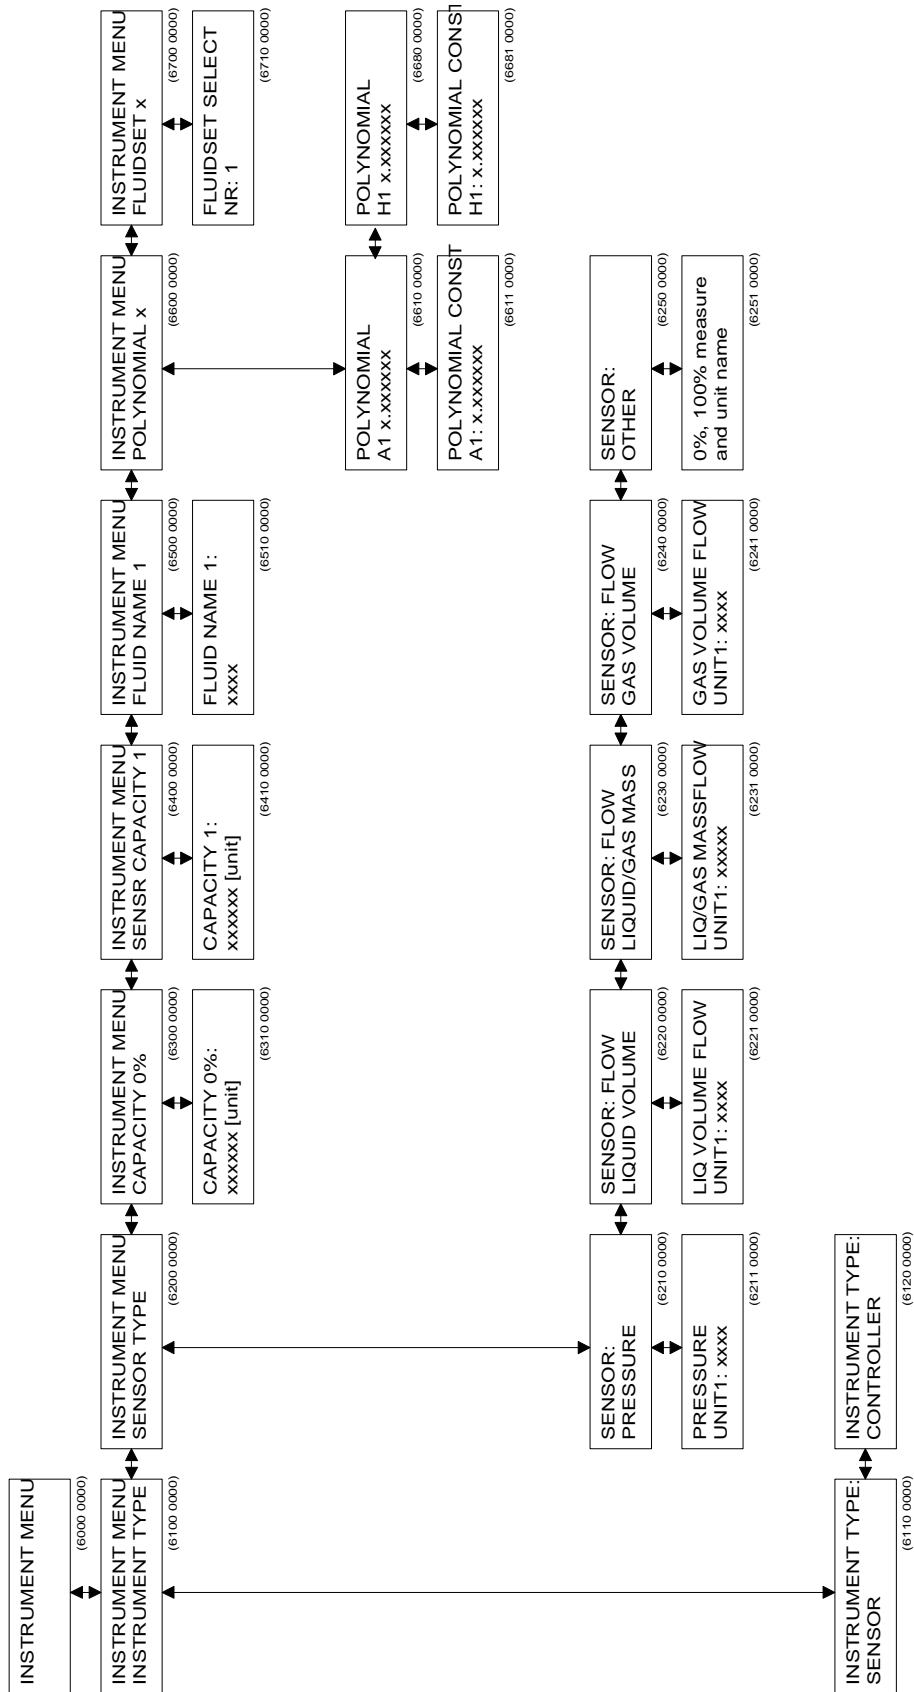 INSTRUMENT MENU
(6000 0000)
INSTRUMENT MENU
INSTRUMENT TYPE
(6100 0000)
INSTRUMENT MENU
SENSOR TYPE
(6200 0000)
INSTRUMENT MENU
CAPACITY 0%
(6300 0000)
INSTRUMENT MENU
SENSR CAPACITY 1
(6400 0000)
INSTRUMENT MENU
FLUID NAME 1
(6500 0000)
INSTRUMENT MENU
POLYNOMIAL x
(6600 0000)
INSTRUMENT MENU
FLUIDSET x
(6700 0000)
CAPACITY 0%:
xxxxxx [unit]
(6310 0000)
CAPACITY 1:
xxxxxx [unit]
(6410 0000)
FLUID NAME 1:
xxxx
(6510 0000)
FLUIDSET SELECT
NR: 1
(6710 0000)
POLYNOMIAL
A1 x.xxxxxx
(6610 0000)
POLYNOMIAL
H1 x.xxxxxx
(6680 0000)
POLYNOMIAL CONST
A1: x.xxxxxx
(6611 0000)
POLYNOMIAL CONST
H1: x.xxxxxx
(6681 0000)
SENSOR:
PRESSURE
(6210 0000)
SENSOR: FLOW
LIQUID VOLUME
(6220 0000)
SENSOR: FLOW
LIQUID/GAS MASS
(6230 0000)
SENSOR: FLOW
GAS VOLUME
(6240 0000)
SENSOR:
OTHER
(6250 0000)
PRESSURE
UNIT1: xxxx
(6211 0000)
LIQ VOLUME FLOW
UNIT1: xxxx
(6221 0000)
LIQ/GAS MASSFLOW
UNIT1: xxxxx
(6231 0000)
GAS VOLUME FLOW
UNIT1: xxxx
(6241 0000)
0%, 100% measure
and unit name
(6251 0000)
INSTRUMENT TYPE:
SENSOR
(6110 0000)
INSTRUMENT TYPE:
CONTROLLER
(6120 0000)